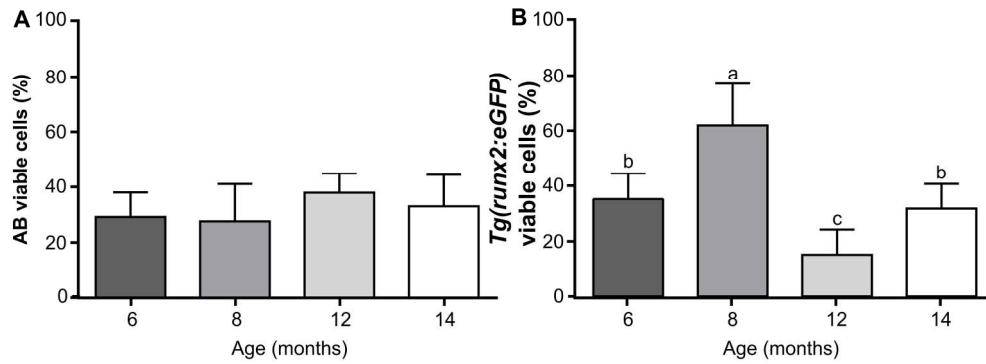 A
AB viable cells (%)
100
80
60
40
20
0
6 8 12 14
Age (months)
B
Tg(runx2:eGFP)
viable cells (%)
100
80
60
40
20
0
b a c b
6 8 12 14
Age (months)